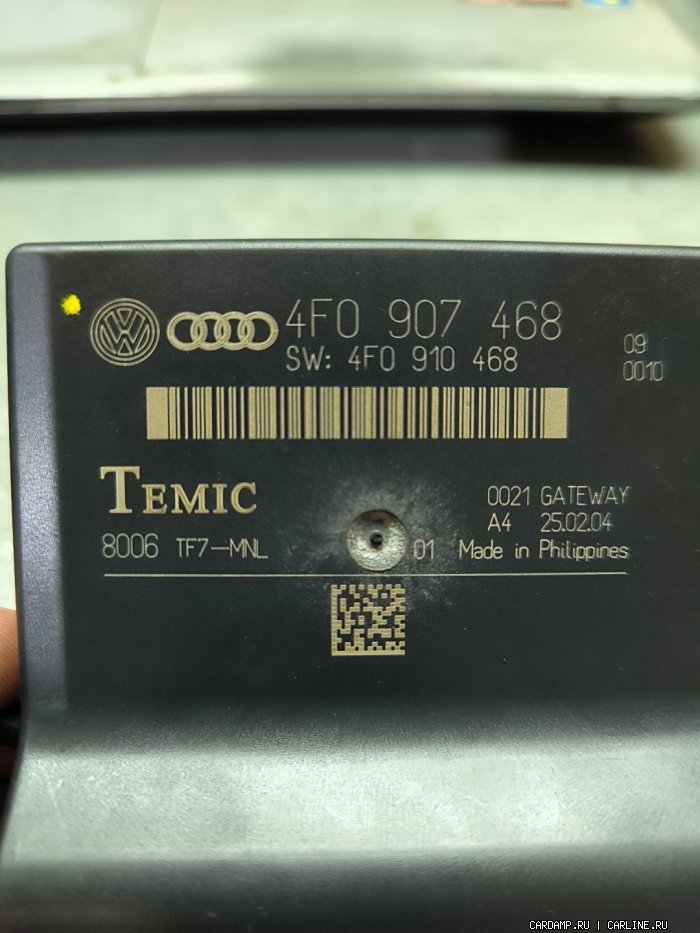 4F0 907 468
SW: 4F0 910 468
09
0010
TEMIC
0021 GATEWAY
A4 25.02.04
8006 TF7-MNL
01 Made in Philippines
CARDAMP.RU | CARLINE.RU